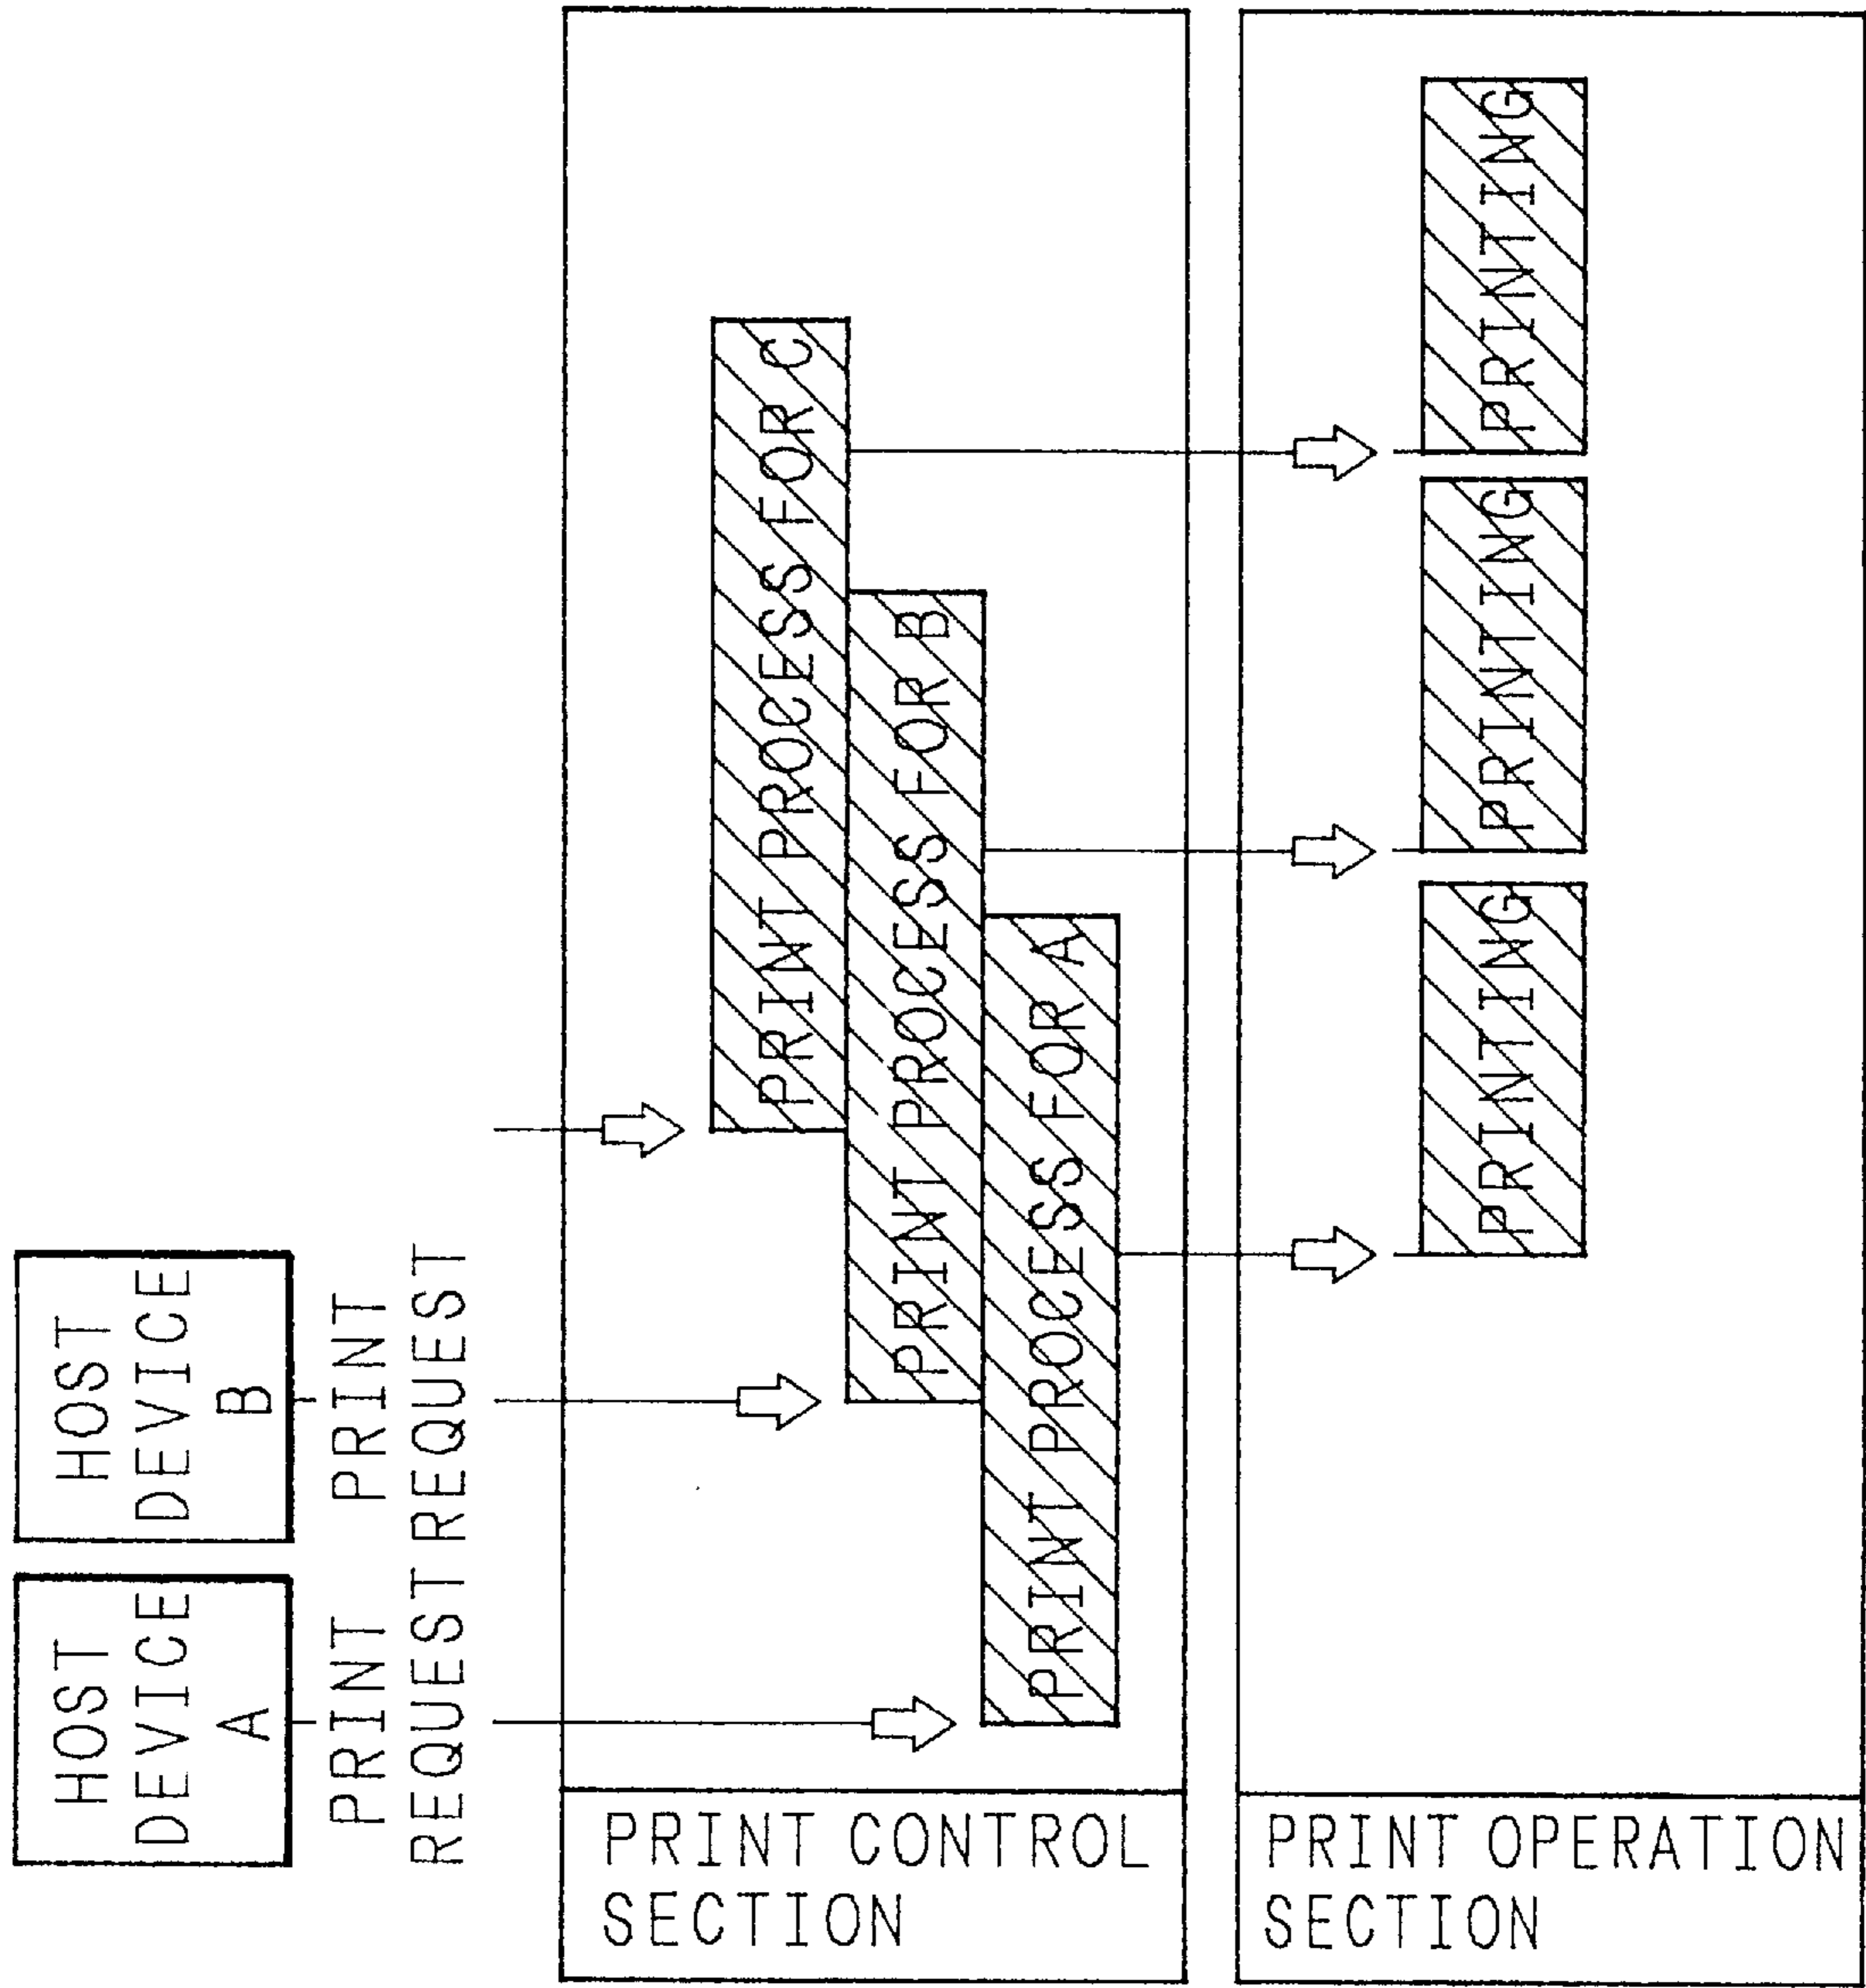 HOST
DEVICE
A
HOST
DEVICE
B
PRINT
REQUEST
PRINT
REQUEST
PRINT CONTROL
SECTION
PRINT PROCESS FOR C
PRINT PROCESS FOR B
PRINT PROCESS FOR A
PRINT OPERATION
SECTION
PRINTING
PRINTING
PRINTING